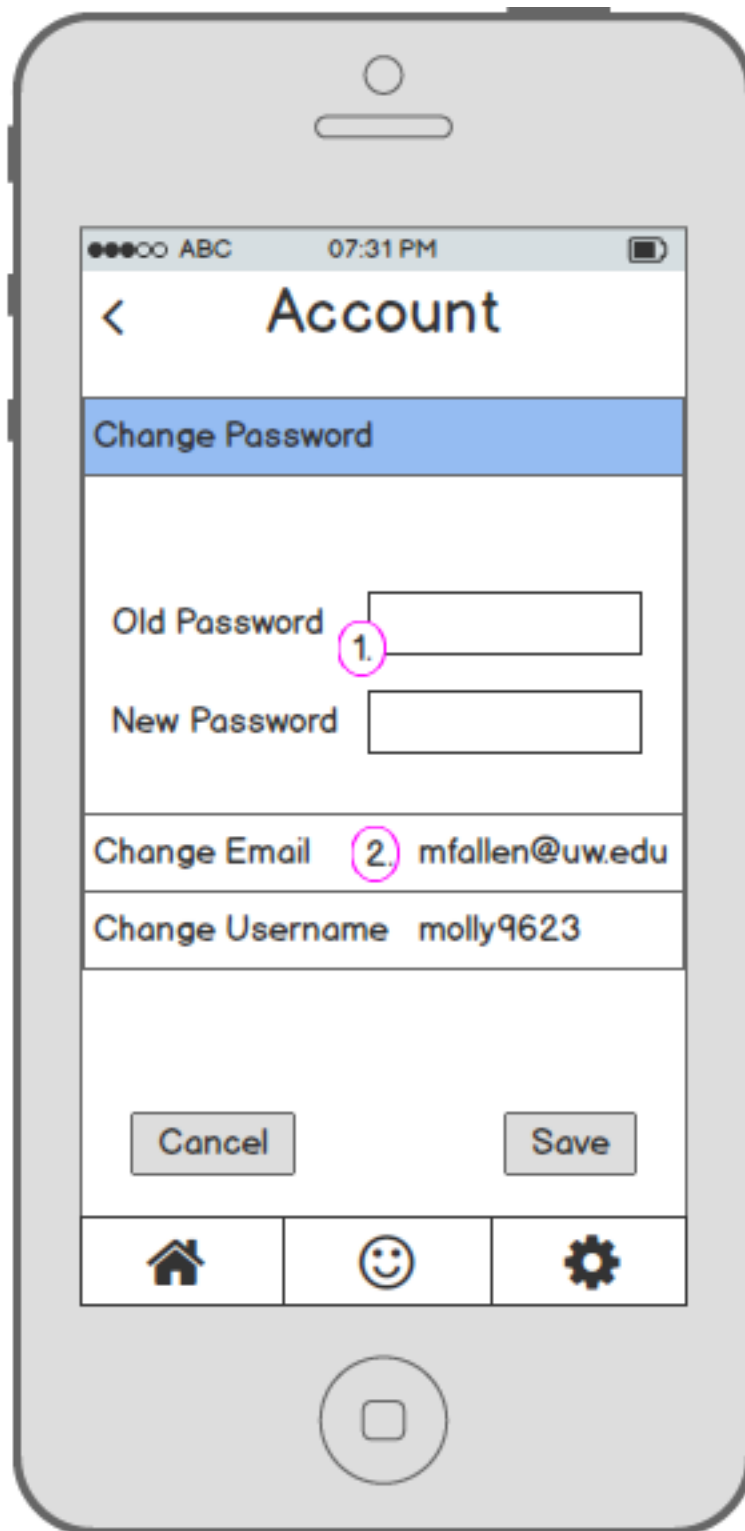 ABC 07:31 PM
Account
Change Password
Old Password
1.
New Password
Change Email 2. mfallen@uw.edu
Change Username molly9623
Cancel Save